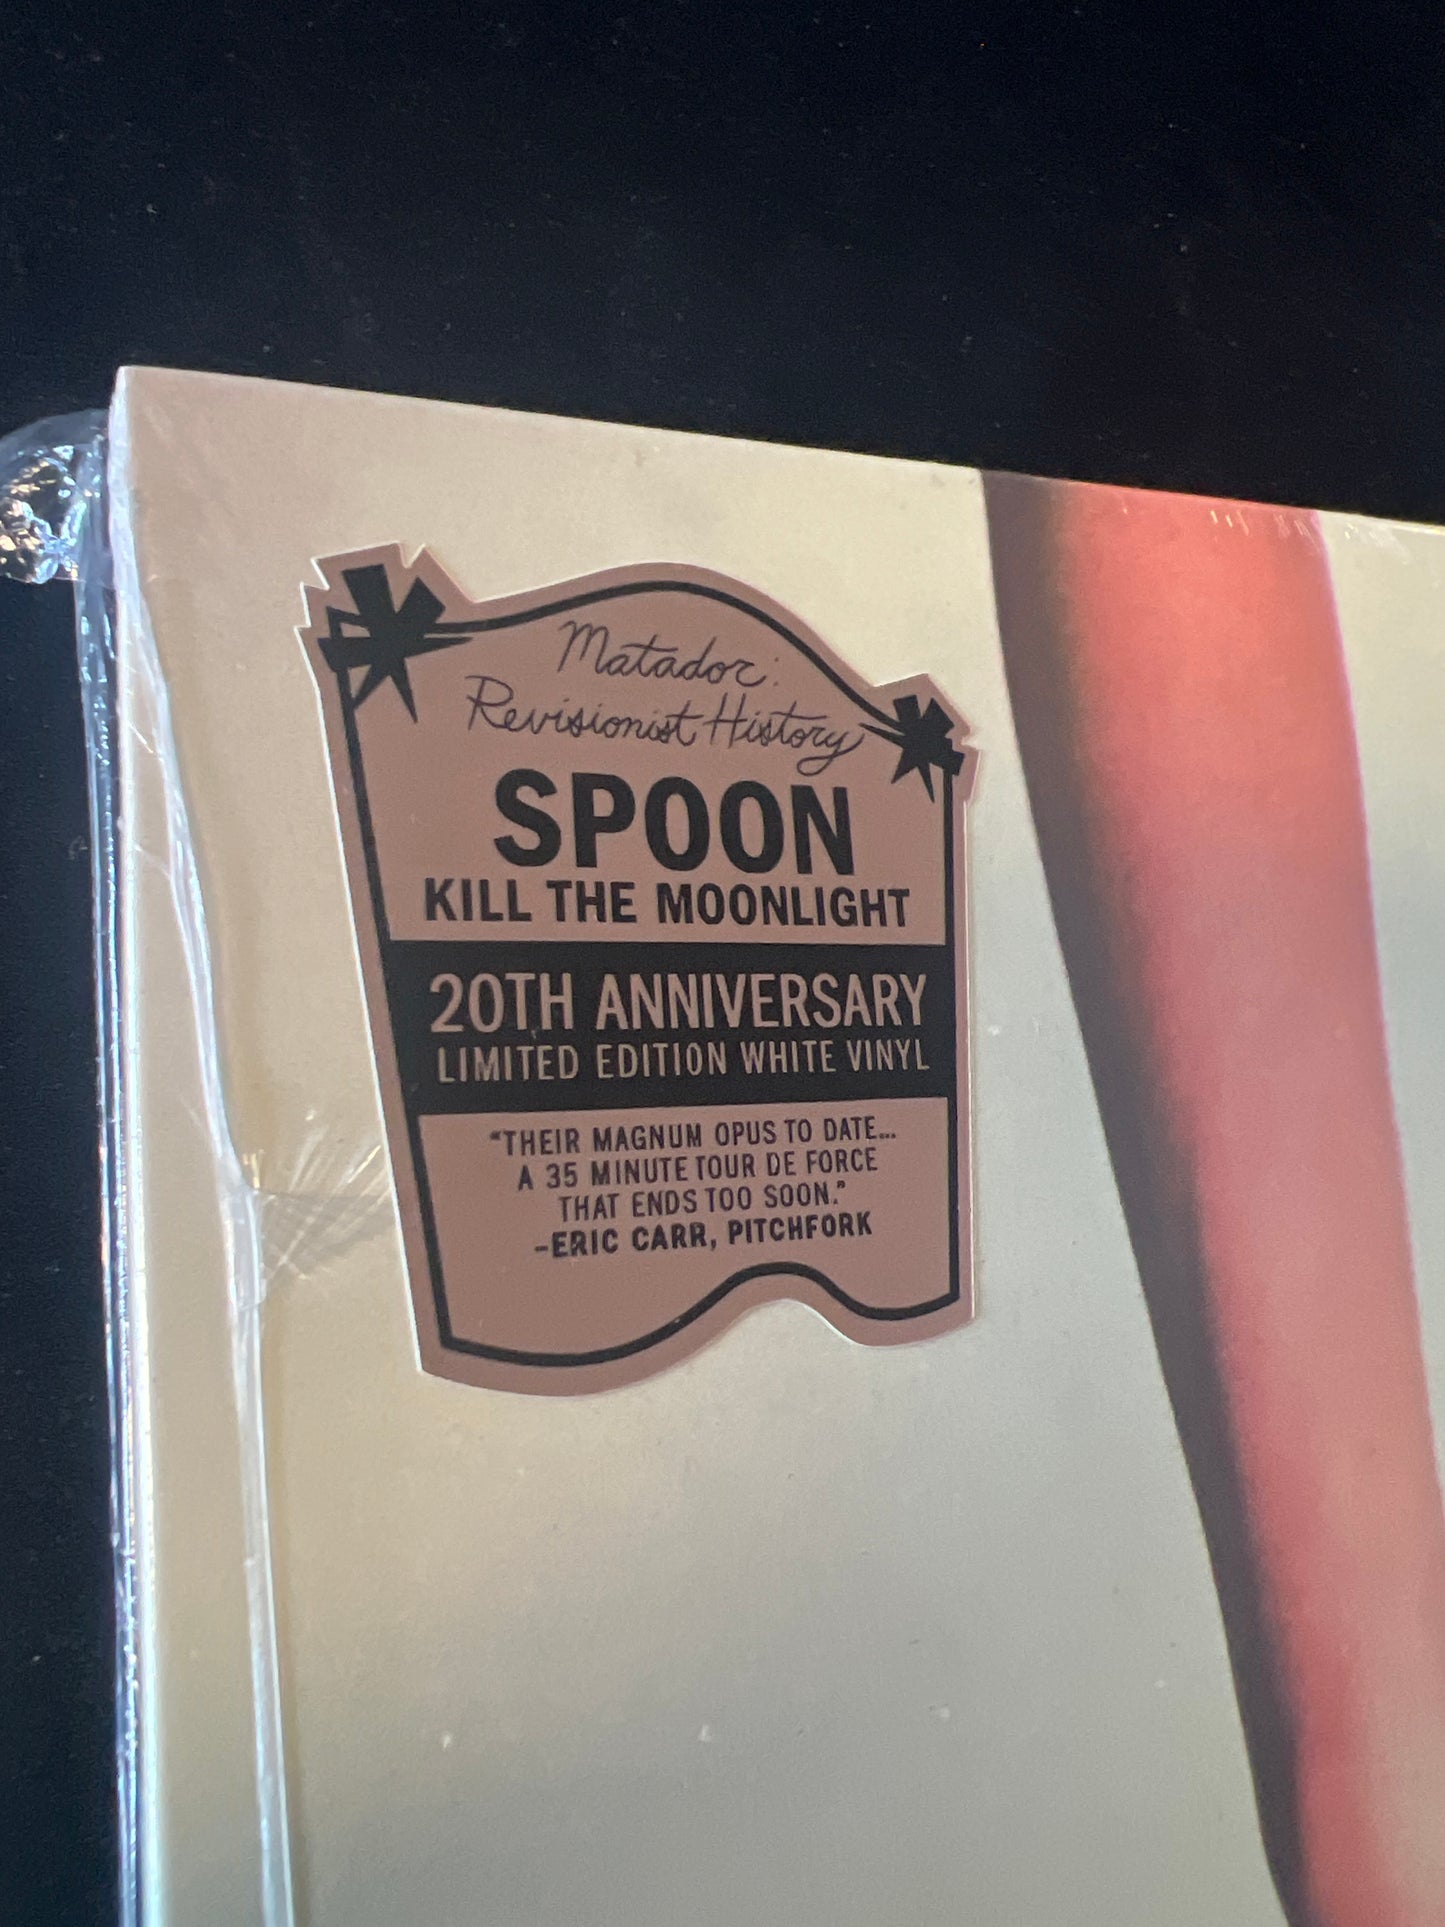 Matador:
Revisionist History
SPOON
KILL THE MOONLIGHT
20TH ANNIVERSARY
LIMITED EDITION WHITE VINYL
“THEIR MAGNUM OPUS TO DATE...
A 35 MINUTE TOUR DE FORCE
THAT ENDS TOO SOON.”
-ERIC CARR, PITCHFORK